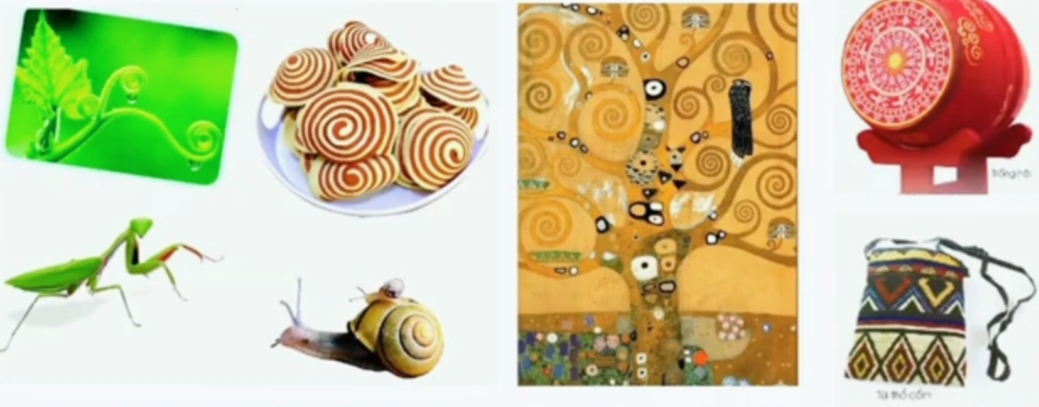 trống hội
Túi thổ cẩm